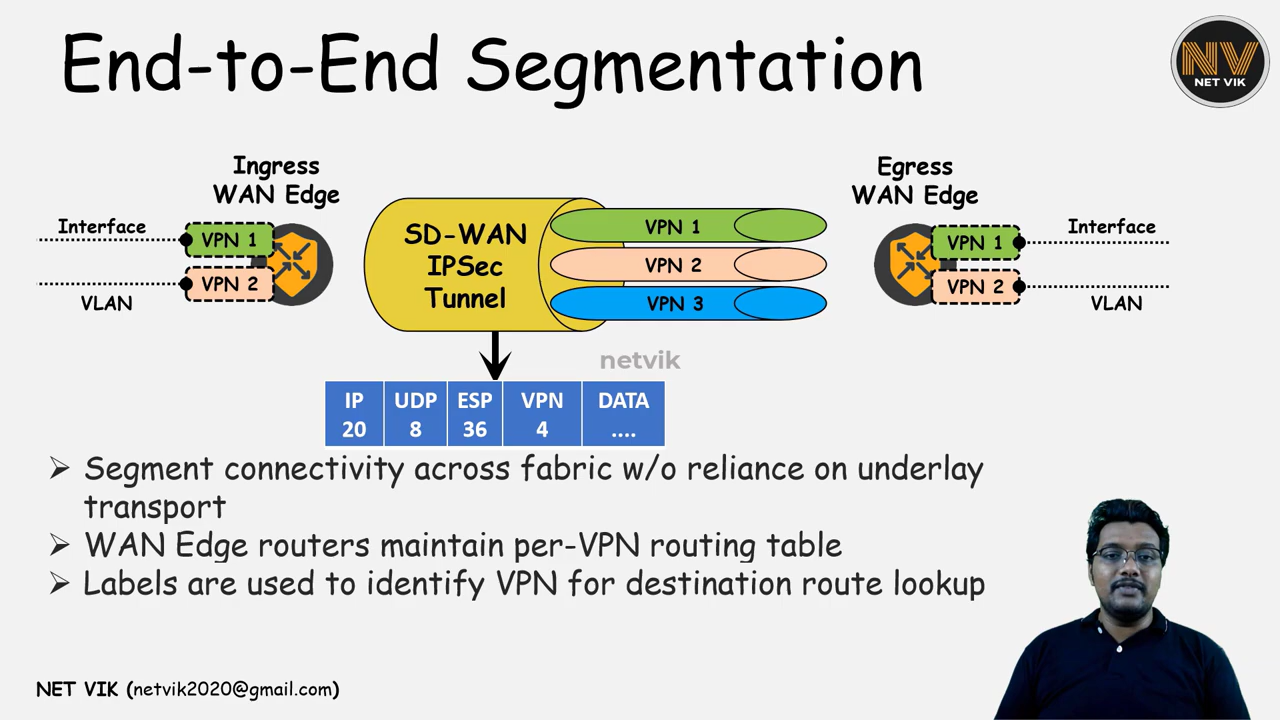 End-to-End Segmentation
NV
NET VIK
Ingress
WAN Edge
Egress
WAN Edge
Interface
VPN 1
VPN 2
VLAN
SD-WAN
IPSec
Tunnel
VPN 1
VPN 2
VPN 3
VPN 1
VPN 2
Interface
VLAN
netvik
IP UDP ESP VPN DATA
20 8 36 4 ....
➢ Segment connectivity across fabric w/o reliance on underlay
transport
➢ WAN Edge routers maintain per-VPN routing table
➢ Labels are used to identify VPN for destination route lookup
NET VIK (netvik2020@gmail.com)